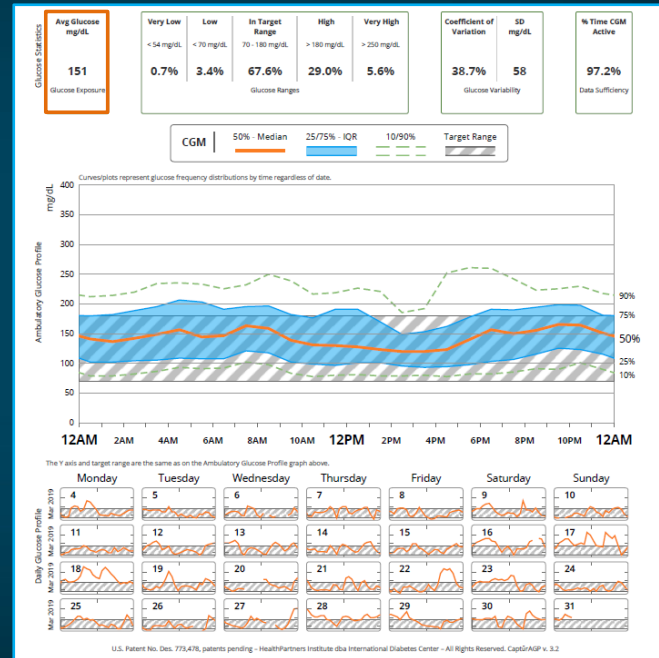 Glucose Statistics
Avg Glucose
mg/dL
151
Glucose Exposure
Very Low
< 54 mg/dL
0.7%
Low
< 70 mg/dL
3.4%
In Target
Range
70 - 180 mg/dL
67.6%
High
> 180 mg/dL
29.0%
Very High
> 250 mg/dL
5.6%
Glucose Ranges
Coefficient of
Variation
38.7%
SD
mg/dL
58
Glucose Variability
% Time CGM
Active
97.2%
Data Sufficiency
CGM
50% - Median
25/75% - IQR
10/90%
Target Range
Curves/plots represent glucose frequency distributions by time regardless of date.
Ambulatory Glucose Profile
mg/dL
400
350
300
250
200
150
100
50
0
90%
75%
50%
25%
10%
12AM 2AM 4AM 6AM 8AM 10AM 12PM 2PM 4PM 6PM 8PM 10PM 12AM
The Y axis and target range are the same as on the Ambulatory Glucose Profile graph above.
Daily Glucose Profile
Monday Tuesday Wednesday Thursday Friday Saturday Sunday
Mar 2019
4 5 6 7 8 9 10
Mar 2019
11 12 13 14 15 16 17
Mar 2019
18 19 20 21 22 23 24
Mar 2019
25 26 27 28 29 30 31
U.S. Patent No. Des. 773,478, patents pending – HealthPartners Institute dba International Diabetes Center – All Rights Reserved. CaptūrAGP v. 3.2